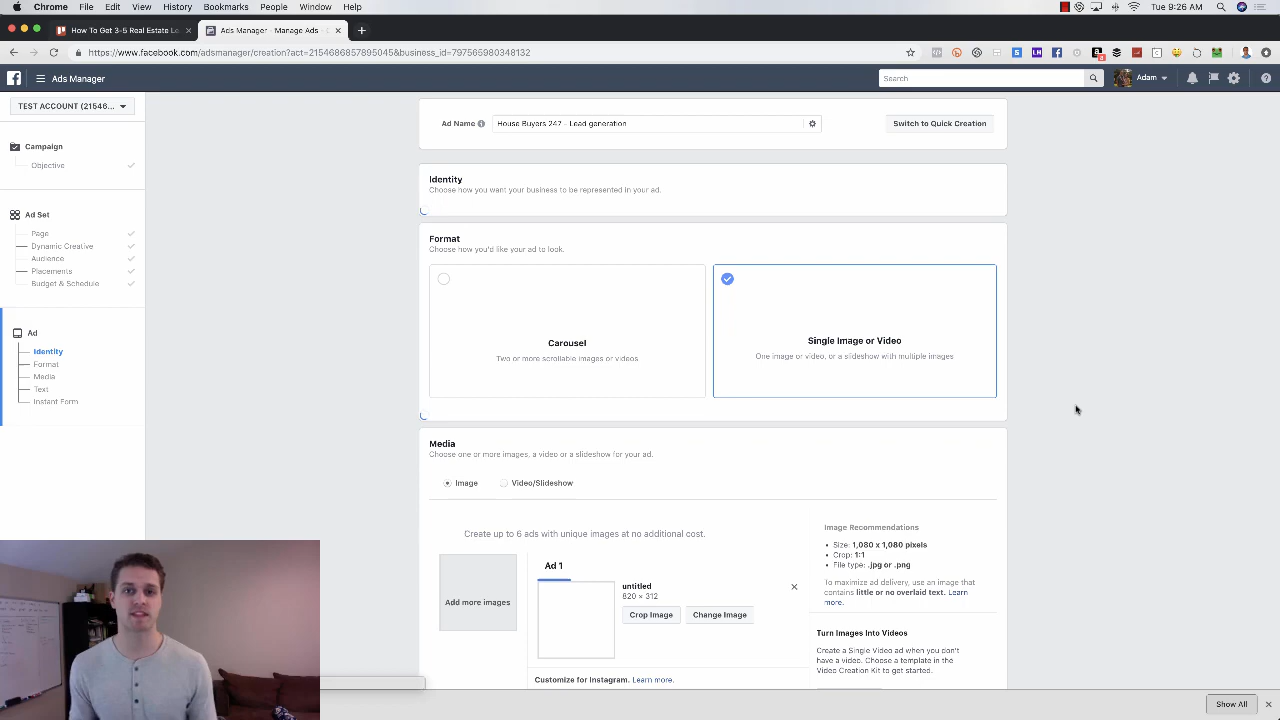 Chrome File Edit View History Bookmarks People Window Help
Tu 9:26 AM
How To Get 3-5 Real Estate Le
Ads Manager - Manage Ads -
https://www.facebook.com/adsmanager/creation?act=2154686857895045&business_id=797565980348132
Ads Manager
Search
Adam
TEST ACCOUNT (21546...
Ad Name
House Buyers 247 - Lead generation
Switch to Quick Creation
Campaign
Objective
Identity
Choose how you want your business to be represented in your ad.
Ad Set
Page
Dynamic Creative
Audience
Placements
Budget & Schedule
Format
Choose how you'd like your ad to look.
Carousel
Two or more scrollable images or videos
Single Image or Video
One image or video, or a slideshow with multiple images
Ad
Identity
Format
Media
Text
Instant Form
Media
Choose one or more images, a video or a slideshow for your ad.
Image
Video/Slideshow
Create up to 6 ads with unique images at no additional cost.
Add more images
Ad 1
untitled
820 × 312
Crop Image
Change Image
Customize for Instagram. Learn more.
Image Recommendations
• Size: 1,080 x 1,080 pixels
• Crop: 1:1
• File type: .jpg or .png
To maximize ad delivery, use an image that
contains little or no overlaid text. Learn
more.
Turn Images Into Videos
Create a Single Video ad when you don't
have a video. Choose a template in the
Video Creation Kit to get started.
Show All